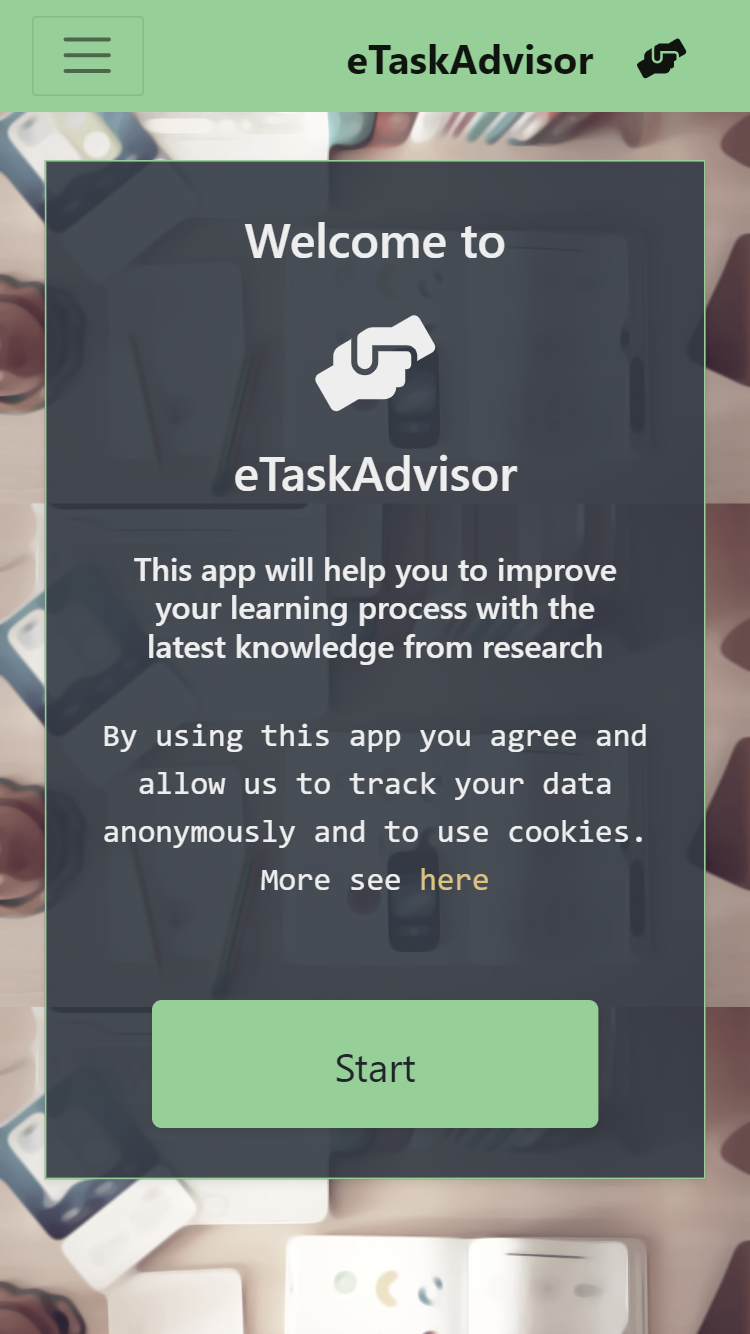 eTaskAdvisor
Welcome to
eTaskAdvisor
This app will help you to improve
your learning process with the
latest knowledge from research
By using this app you agree and
allow us to track your data
anonymously and to use cookies.
More see here
Start